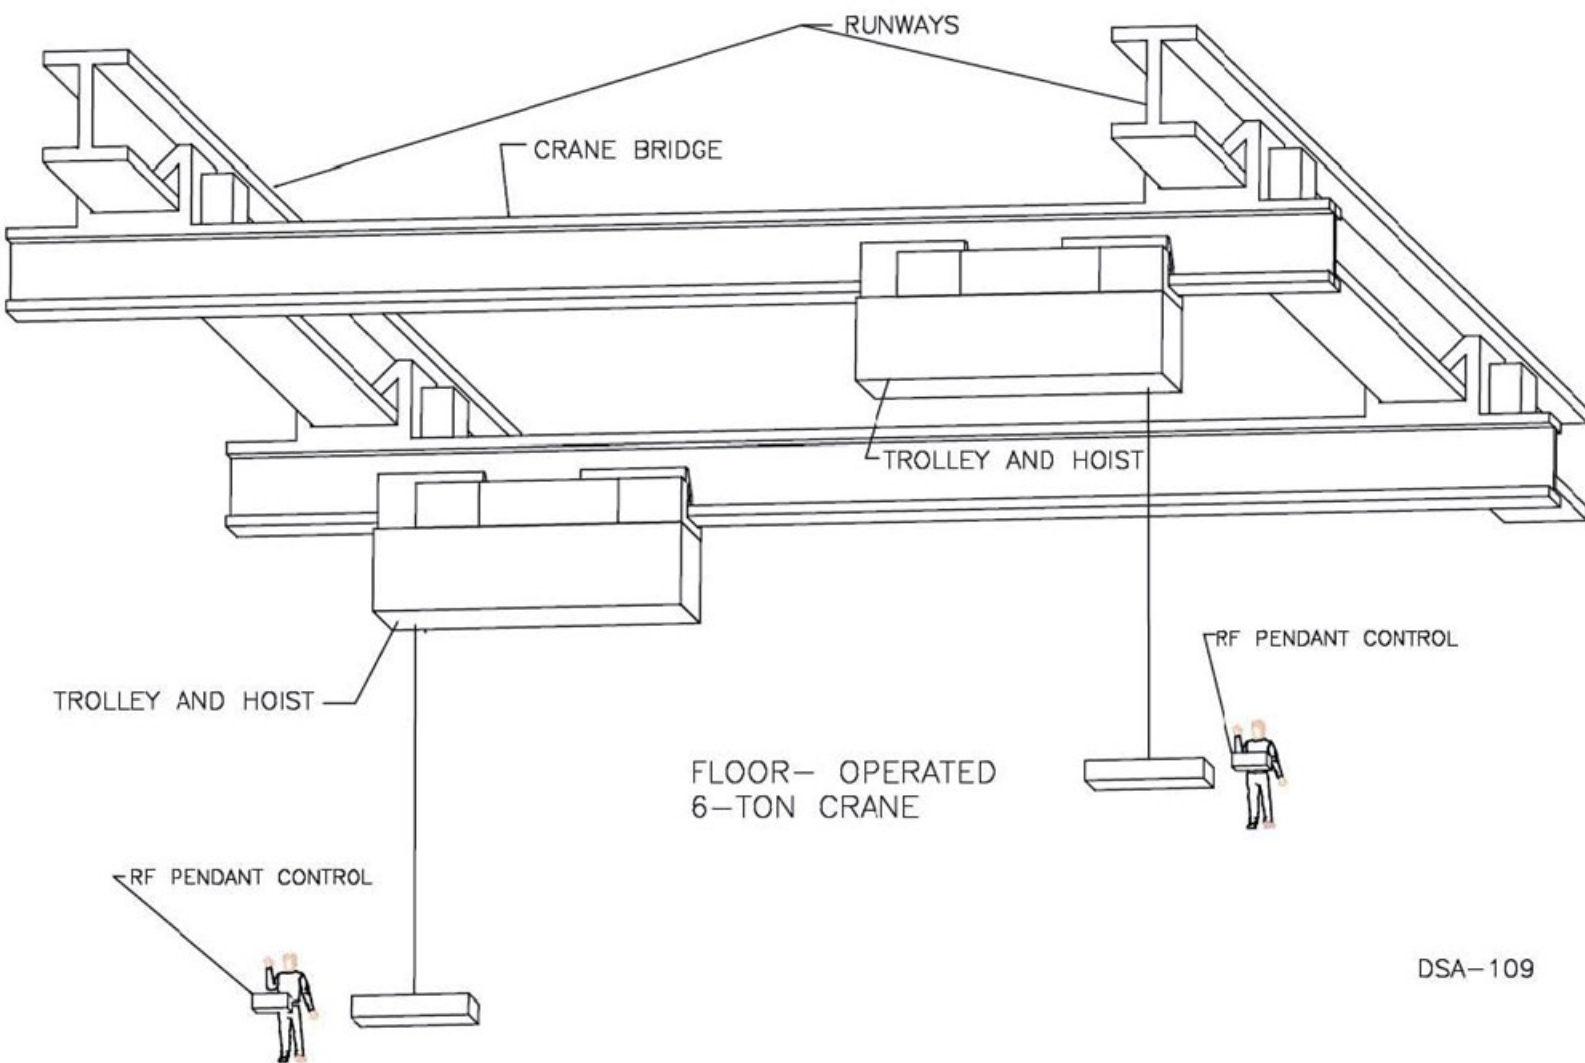 RUNWAYS
CRANE BRIDGE
TROLLEY AND HOIST
RF PENDANT CONTROL
TROLLEY AND HOIST
FLOOR- OPERATED
6-TON CRANE
RF PENDANT CONTROL
DSA-109